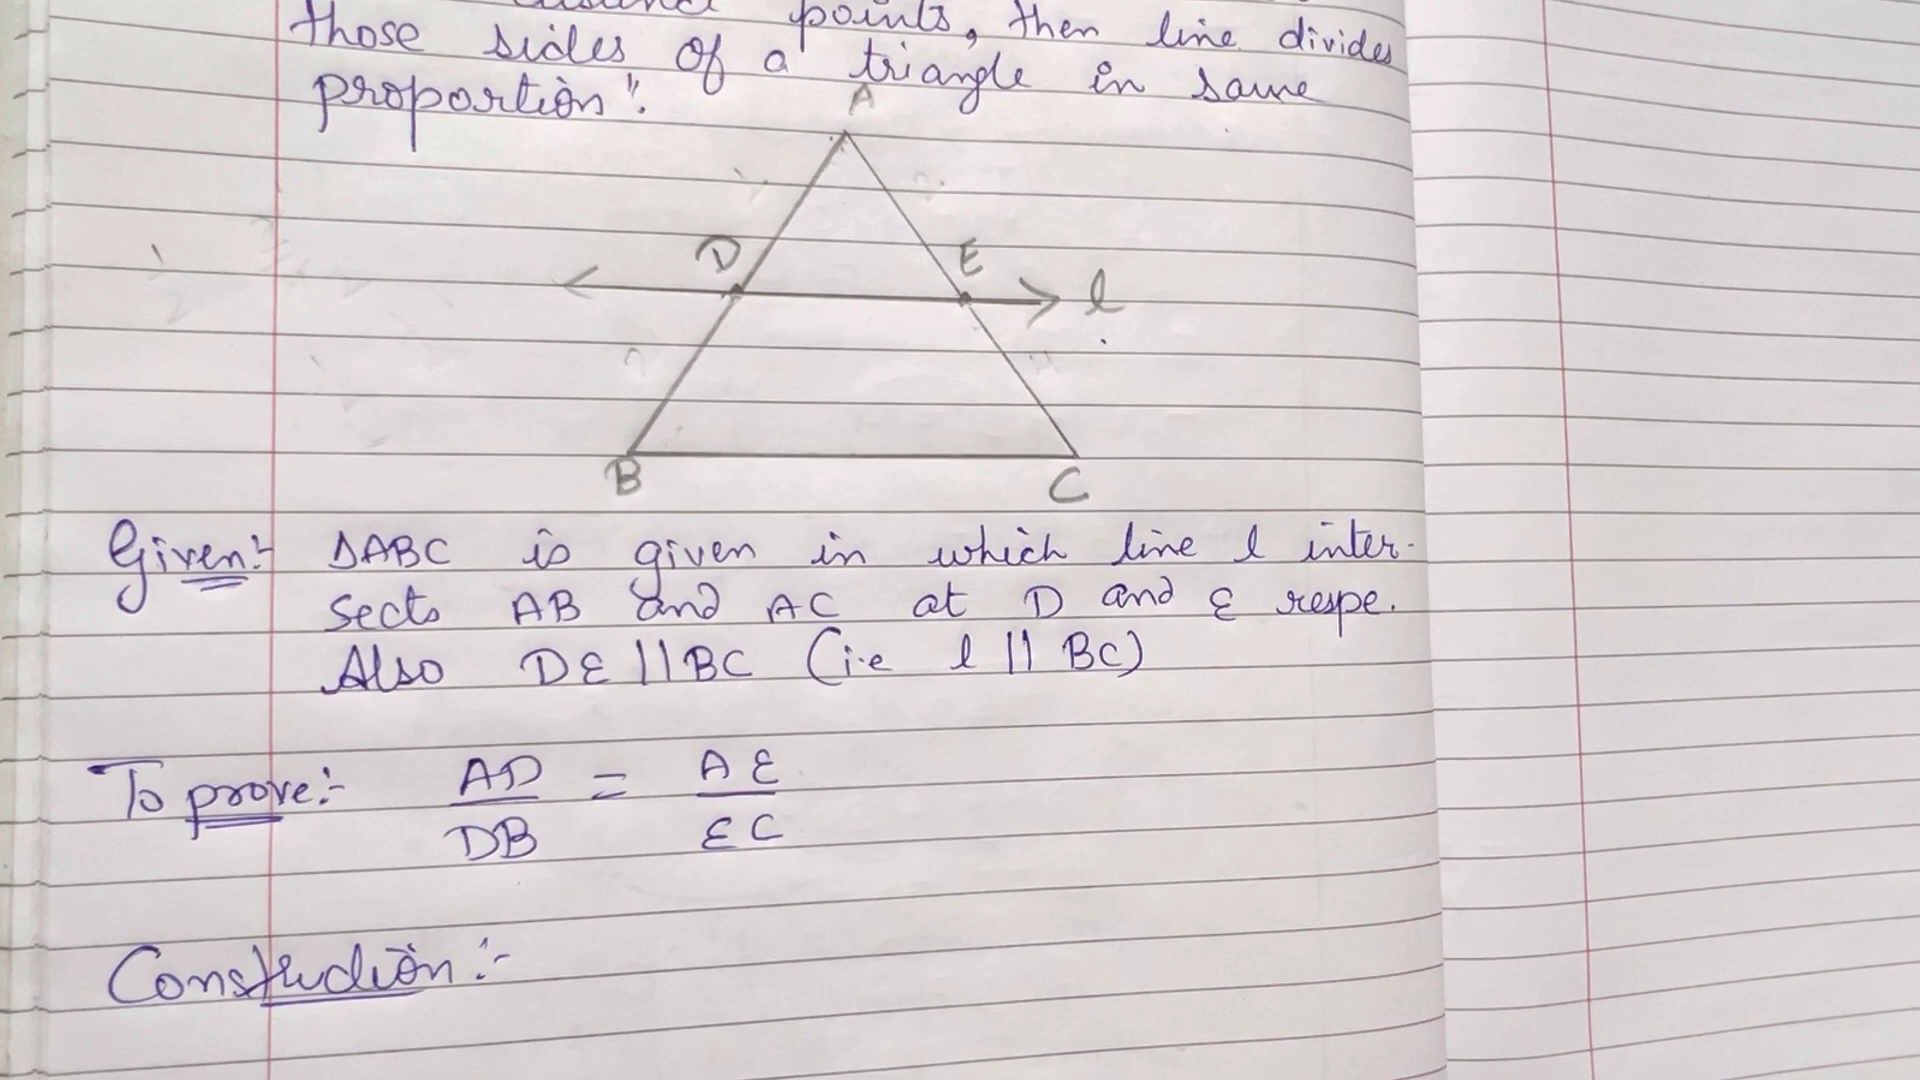 points, then line divides
those sides of a triangle in same
proportion".
A
D
E
l
B
C
Given:- ΔABC is given in which line l inter-
sects AB and AC at D and E respe.
Also DE || BC (i.e l || BC)
To prove:- AD/DB = AE/EC
Construction :-